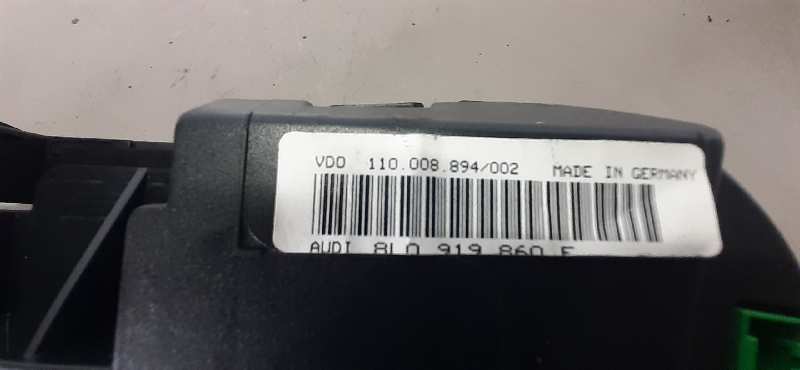 VDO 110.008.894/002 MADE IN GERMANY
AUDI 8L0 919 860